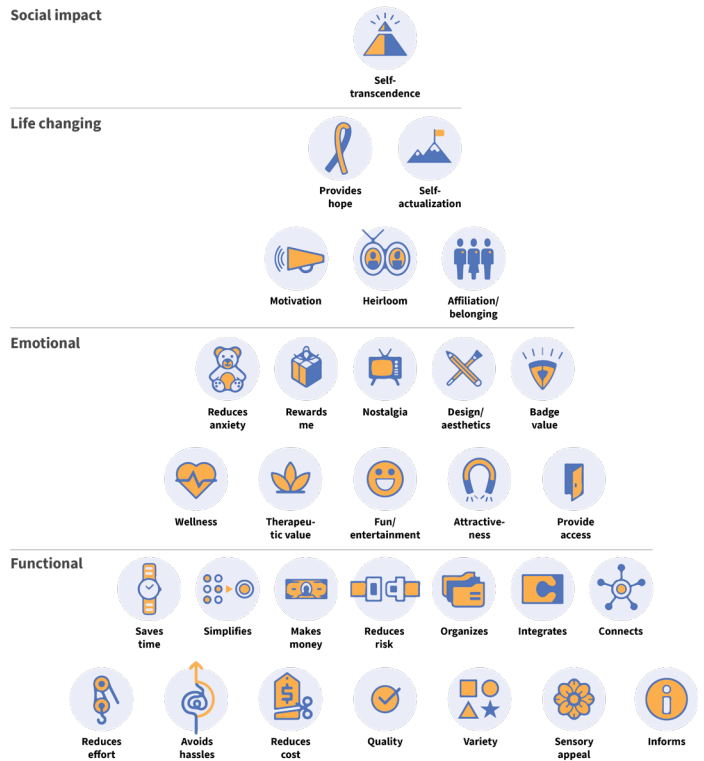 Social impact
Self-
transcendence
Life changing
Provides
hope
Self-
actualization
Motivation
Heirloom
Affiliation/
belonging
Emotional
Reduces
anxiety
Rewards
me
Nostalgia
Design/
aesthetics
Badge
value
Wellness
Therapeu-
tic value
Fun/
entertainment
Attractive-
ness
Provide
access
Functional
Saves
time
Simplifies
Makes
money
Reduces
risk
Organizes
Integrates
Connects
Reduces
effort
Avoids
hassles
$
Reduces
cost
Quality
Variety
Sensory
appeal
i
Informs